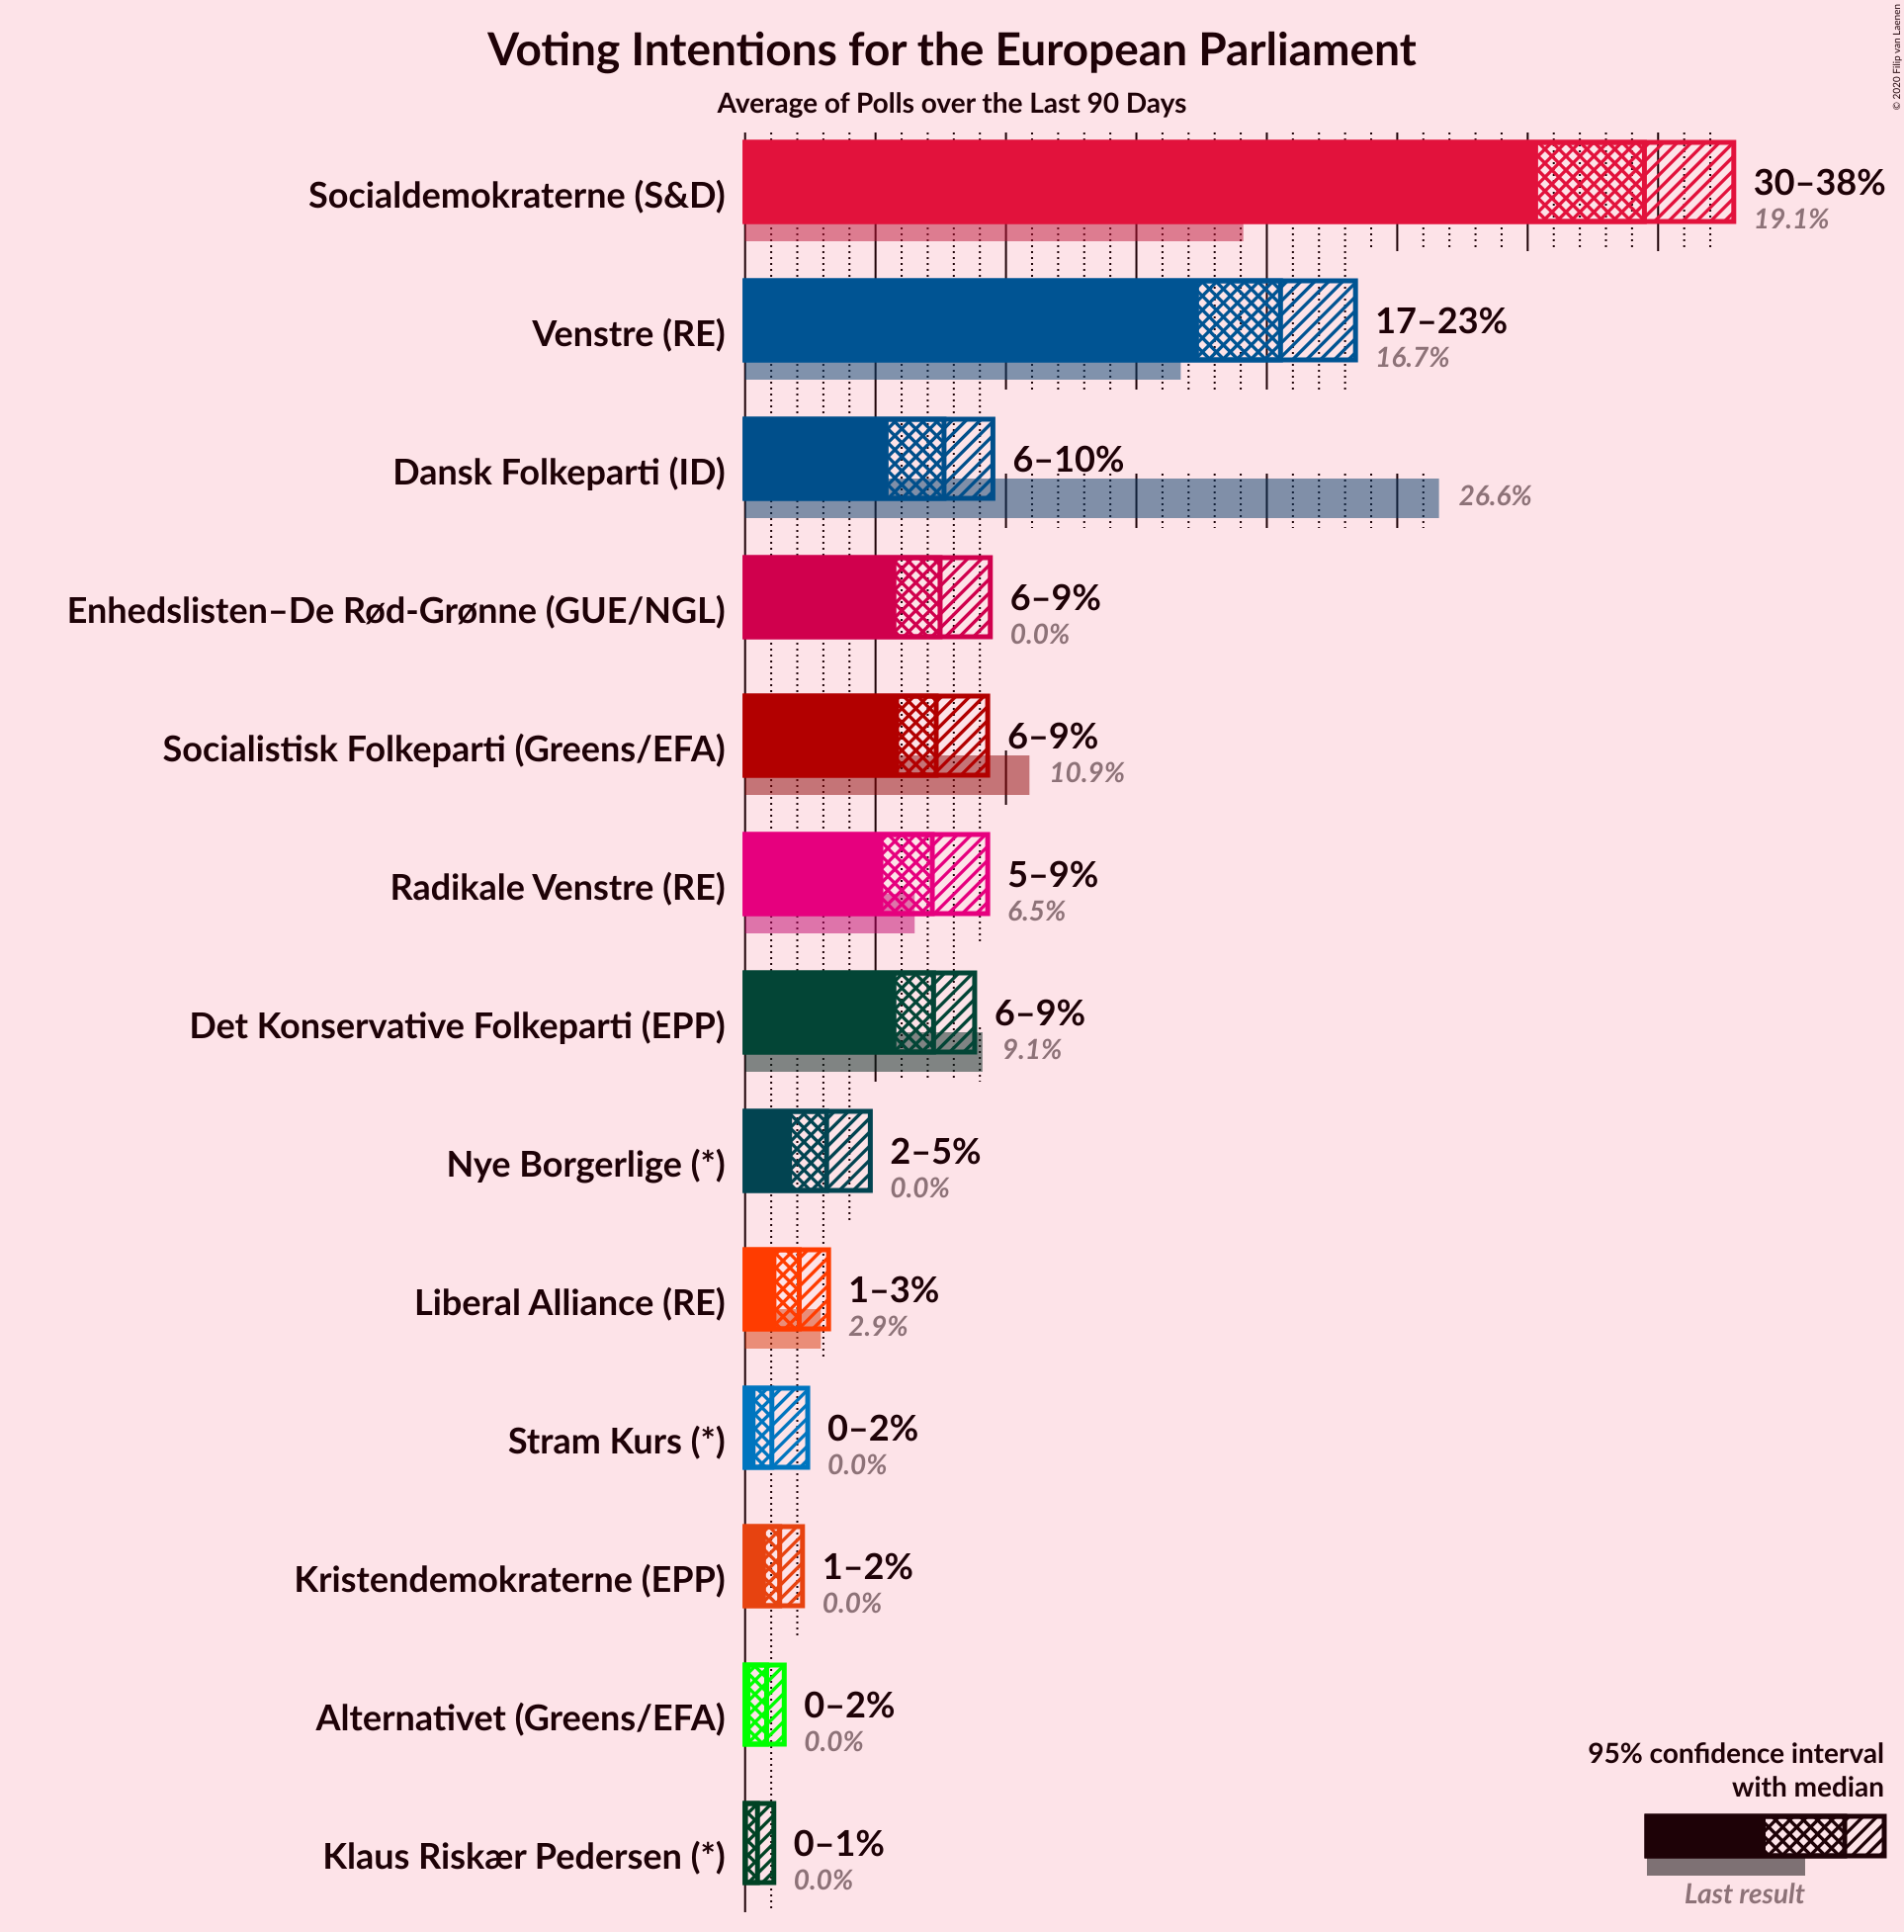 Voting Intentions for the European Parliament
Average of Polls over the Last 90 Days
© 2020 Filip van Laenen
Socialdemokraterne (S&D)
30–38%
19.1%
Venstre (RE)
17–23%
16.7%
Dansk Folkeparti (ID)
6–10%
26.6%
Enhedslisten–De Rød-Grønne (GUE/NGL)
6–9%
0.0%
Socialistisk Folkeparti (Greens/EFA)
6–9%
10.9%
Radikale Venstre (RE)
5–9%
6.5%
Det Konservative Folkeparti (EPP)
6–9%
9.1%
Nye Borgerlige (*)
2–5%
0.0%
Liberal Alliance (RE)
1–3%
2.9%
Stram Kurs (*)
0–2%
0.0%
Kristendemokraterne (EPP)
1–2%
0.0%
Alternativet (Greens/EFA)
0–2%
0.0%
Klaus Riskær Pedersen (*)
0–1%
0.0%
95% confidence interval
with median
Last result